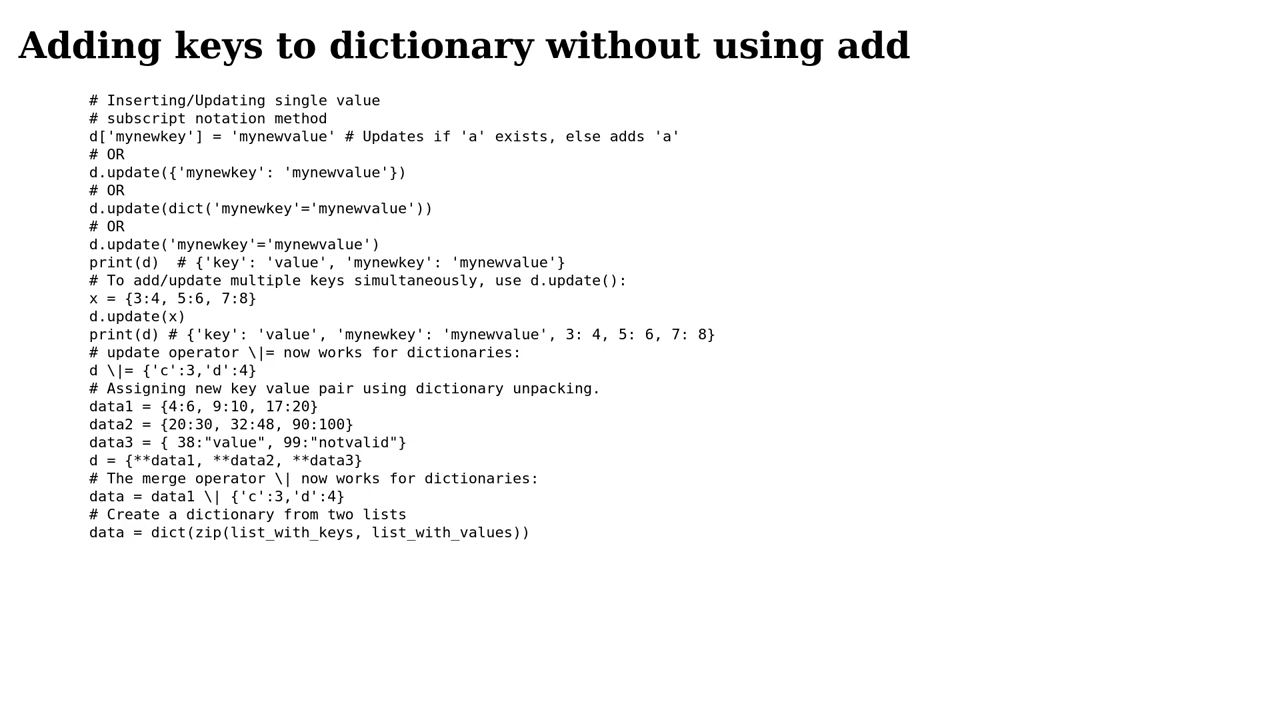 Adding keys to dictionary without using add
# Inserting/Updating single value
# subscript notation method
d['mynewkey'] = 'mynewvalue' # Updates if 'a' exists, else adds 'a'
# OR
d.update({'mynewkey': 'mynewvalue'})
# OR
d.update(dict('mynewkey'='mynewvalue'))
# OR
d.update('mynewkey'='mynewvalue')
print(d)  # {'key': 'value', 'mynewkey': 'mynewvalue'}
# To add/update multiple keys simultaneously, use d.update():
x = {3:4, 5:6, 7:8}
d.update(x)
print(d) # {'key': 'value', 'mynewkey': 'mynewvalue', 3: 4, 5: 6, 7: 8}
# update operator \|= now works for dictionaries:
d \|= {'c':3,'d':4}
# Assigning new key value pair using dictionary unpacking.
data1 = {4:6, 9:10, 17:20}
data2 = {20:30, 32:48, 90:100}
data3 = { 38:"value", 99:"notvalid"}
d = {**data1, **data2, **data3}
# The merge operator \| now works for dictionaries:
data = data1 \| {'c':3,'d':4}
# Create a dictionary from two lists
data = dict(zip(list_with_keys, list_with_values))